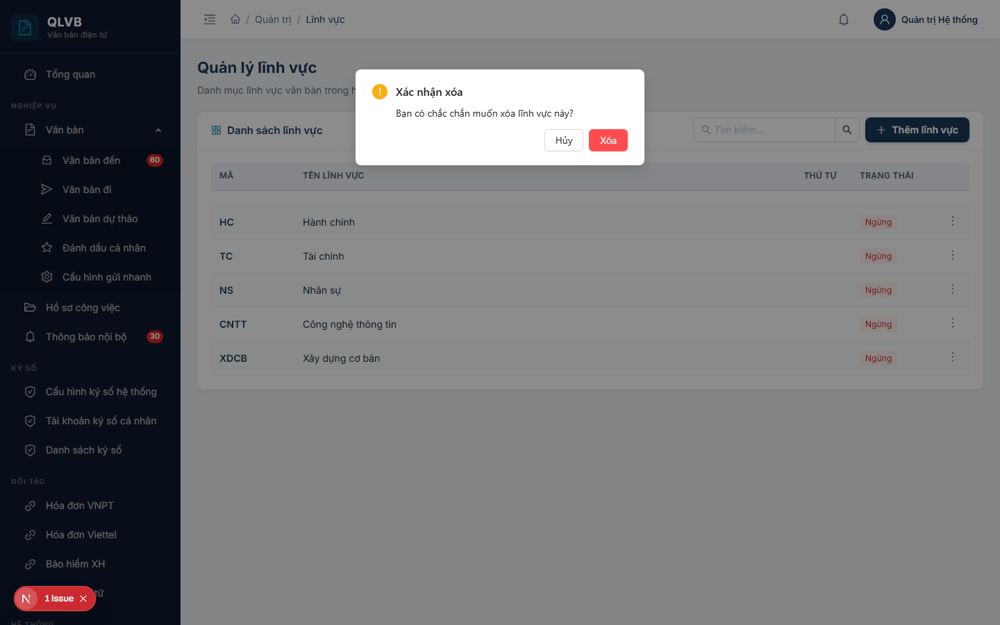 QLVB
Văn bản điện tử
Tổng quan
NGHIỆP VỤ
Văn bản
Văn bản đến 60
Văn bản đi
Văn bản dự thảo
Đánh dấu cá nhân
Cấu hình gửi nhanh
Hồ sơ công việc
Thông báo nội bộ 30
KÝ SỐ
Cấu hình ký số hệ thống
Tài khoản ký số cá nhân
Danh sách ký số
ĐỐI TÁC
Hóa đơn VNPT
Hóa đơn Viettel
Bảo hiểm XH
tử
1 Issue
HỆ THỐNG
/ Quản trị / Lĩnh vực
Quản trị Hệ thống
Quản lý lĩnh vực
Danh mục lĩnh vực văn bản trong h
Xác nhận xóa
Bạn có chắc chắn muốn xóa lĩnh vực này?
Hủy Xóa
Danh sách lĩnh vực
Tìm kiếm...
Thêm lĩnh vực
MÃ TÊN LĨNH VỰC THỨ TỰ TRẠNG THÁI
HC Hành chính Ngừng
TC Tài chính Ngừng
NS Nhân sự Ngừng
CNTT Công nghệ thông tin Ngừng
XDCB Xây dựng cơ bản Ngừng